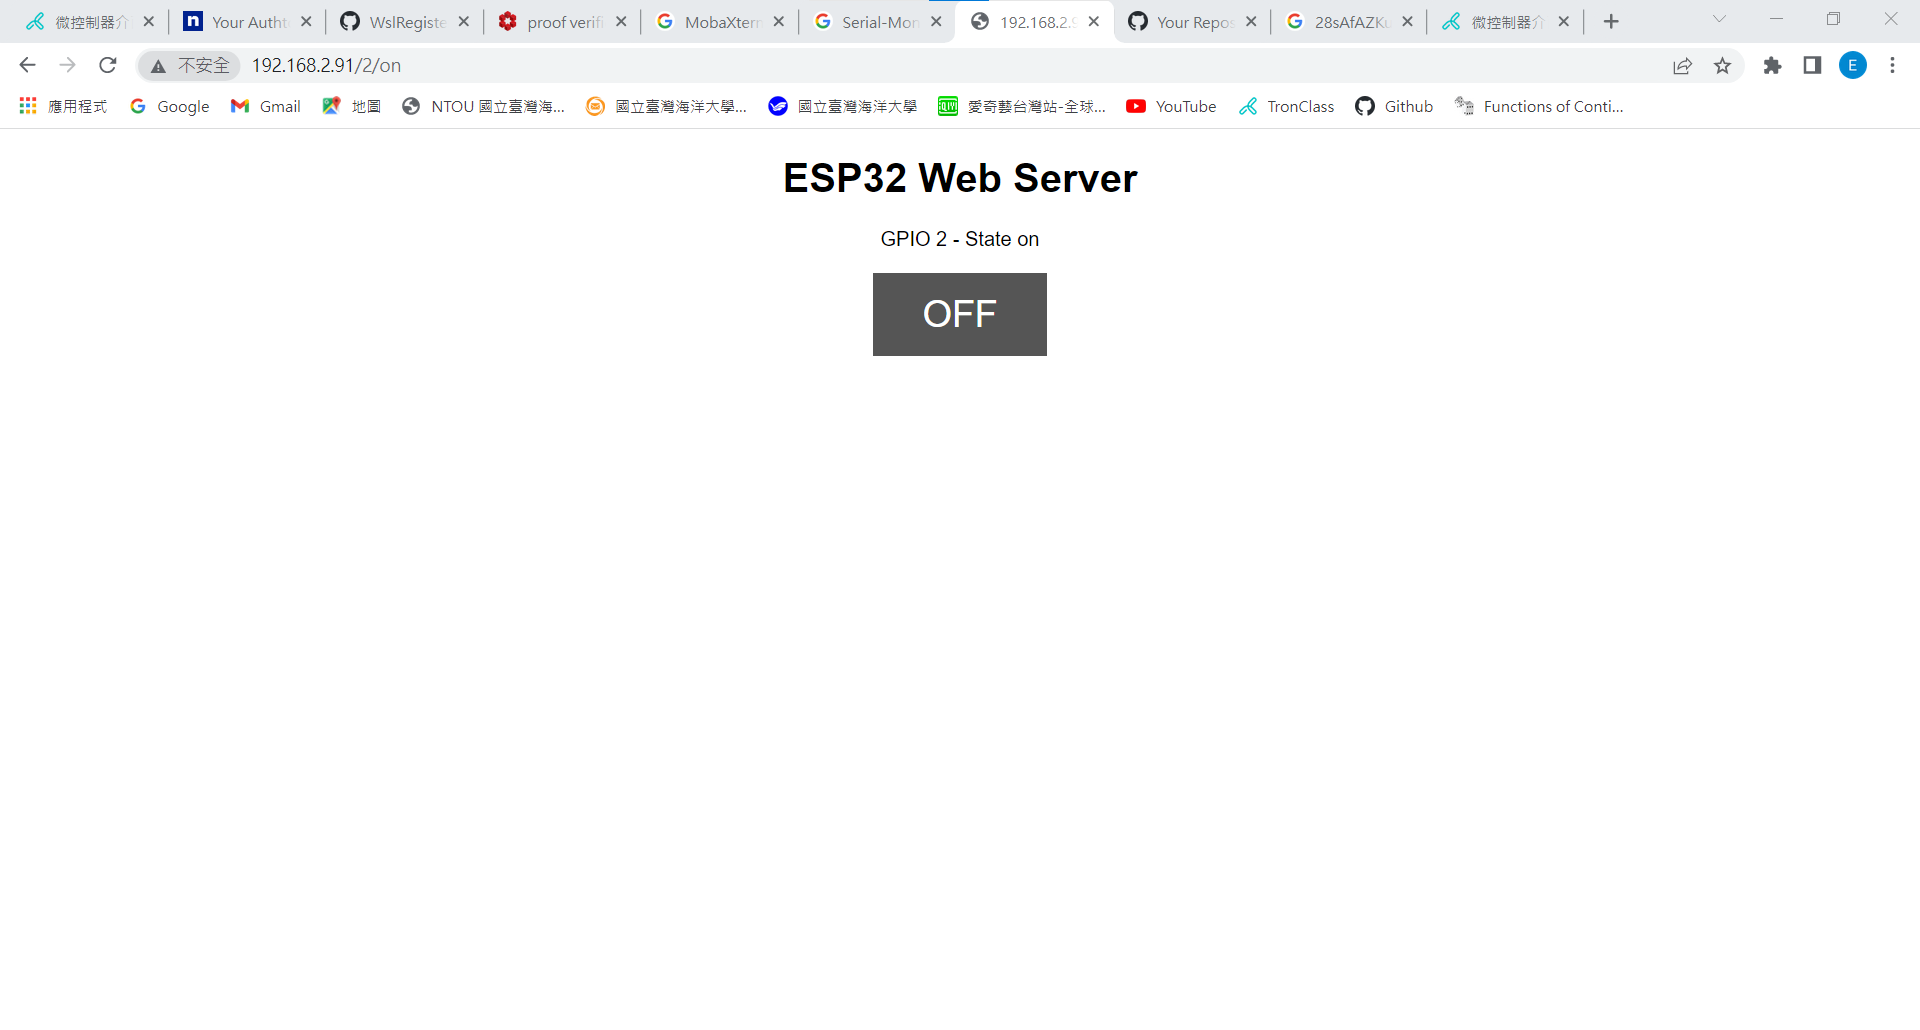 微控制器介
Your Autht
WslRegiste
proof verifi
MobaXterm
Serial-Mon
192.168.2.9
Your Repos
28sAfAZKu
微控制器介
不安全 192.168.2.91/2/on
E
應用程式 Google Gmail 地圖 NTOU 國立臺灣海... 國立臺灣海洋大學... 國立臺灣海洋大學 愛奇藝台灣站-全球... YouTube TronClass Github Functions of Conti...
ESP32 Web Server
GPIO 2 - State on
OFF